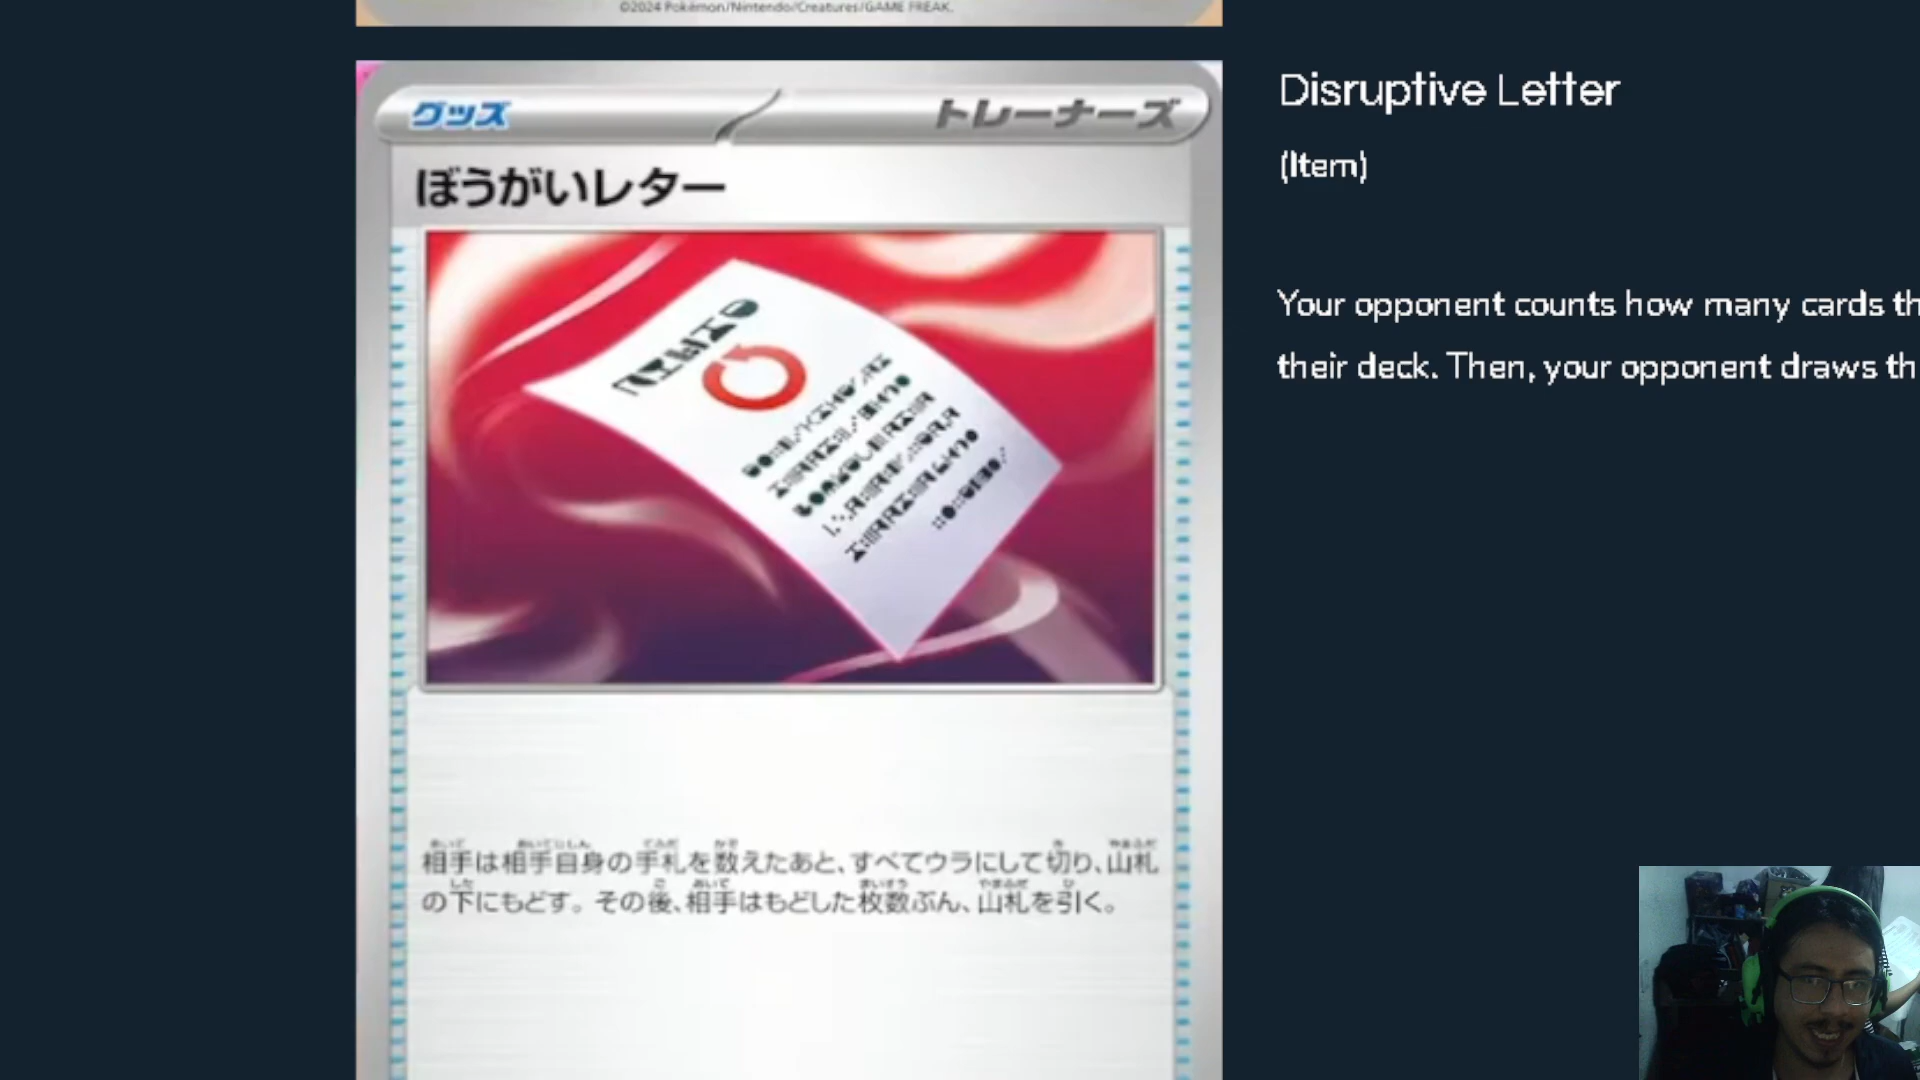 ©2024 Pokémon/Nintendo/Creatures/GAME FREAK.
グッズ
トレーナーズ
ぼうがいレター
相手は相手自身の手札を数えたあと、すべてウラにして切り、山札
の下にもどす。その後、相手はもどした枚数ぶん、山札を引く。
Disruptive Letter
(Item)
Your opponent counts how many cards th
their deck. Then, your opponent draws th